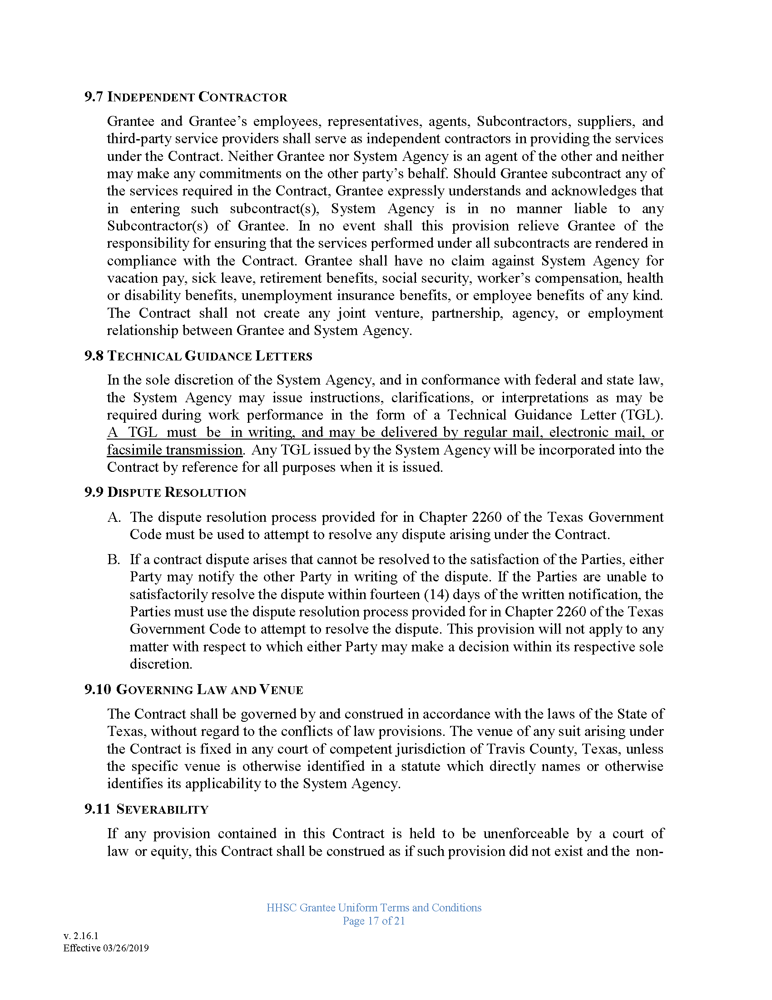 9.7 INDEPENDENT CONTRACTOR
Grantee and Grantee’s employees, representatives, agents, Subcontractors, suppliers, and
third-party service providers shall serve as independent contractors in providing the services
under the Contract. Neither Grantee nor System Agency is an agent of the other and neither
may make any commitments on the other party’s behalf. Should Grantee subcontract any of
the services required in the Contract, Grantee expressly understands and acknowledges that
in entering such subcontract(s), System Agency is in no manner liable to any
Subcontractor(s) of Grantee. In no event shall this provision relieve Grantee of the
responsibility for ensuring that the services performed under all subcontracts are rendered in
compliance with the Contract. Grantee shall have no claim against System Agency for
vacation pay, sick leave, retirement benefits, social security, worker’s compensation, health
or disability benefits, unemployment insurance benefits, or employee benefits of any kind.
The Contract shall not create any joint venture, partnership, agency, or employment
relationship between Grantee and System Agency.
9.8 TECHNICAL GUIDANCE LETTERS
In the sole discretion of the System Agency, and in conformance with federal and state law,
the System Agency may issue instructions, clarifications, or interpretations as may be
required during work performance in the form of a Technical Guidance Letter (TGL).
A TGL must be in writing, and may be delivered by regular mail, electronic mail, or
facsimile transmission. Any TGL issued by the System Agency will be incorporated into the
Contract by reference for all purposes when it is issued.
9.9 DISPUTE RESOLUTION
A. The dispute resolution process provided for in Chapter 2260 of the Texas Government
Code must be used to attempt to resolve any dispute arising under the Contract.
B. If a contract dispute arises that cannot be resolved to the satisfaction of the Parties, either
Party may notify the other Party in writing of the dispute. If the Parties are unable to
satisfactorily resolve the dispute within fourteen (14) days of the written notification, the
Parties must use the dispute resolution process provided for in Chapter 2260 of the Texas
Government Code to attempt to resolve the dispute. This provision will not apply to any
matter with respect to which either Party may make a decision within its respective sole
discretion.
9.10 GOVERNING LAW AND VENUE
The Contract shall be governed by and construed in accordance with the laws of the State of
Texas, without regard to the conflicts of law provisions. The venue of any suit arising under
the Contract is fixed in any court of competent jurisdiction of Travis County, Texas, unless
the specific venue is otherwise identified in a statute which directly names or otherwise
identifies its applicability to the System Agency.
9.11 SEVERABILITY
If any provision contained in this Contract is held to be unenforceable by a court of
law or equity, this Contract shall be construed as if such provision did not exist and the non-
HHSC Grantee Uniform Terms and Conditions
Page 17 of 21
v. 2.16.1
Effective 03/26/2019